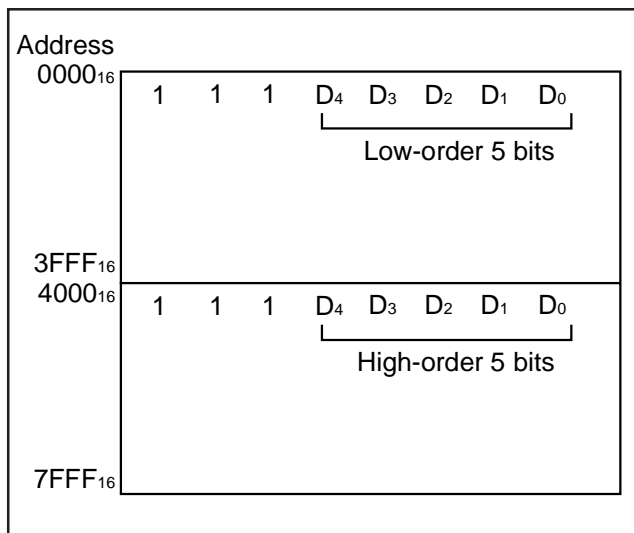 Address
0000₁₆
1 1 1 D₄ D₃ D₂ D₁ D₀
Low-order 5 bits
3FFF₁₆
4000₁₆
1 1 1 D₄ D₃ D₂ D₁ D₀
High-order 5 bits
7FFF₁₆